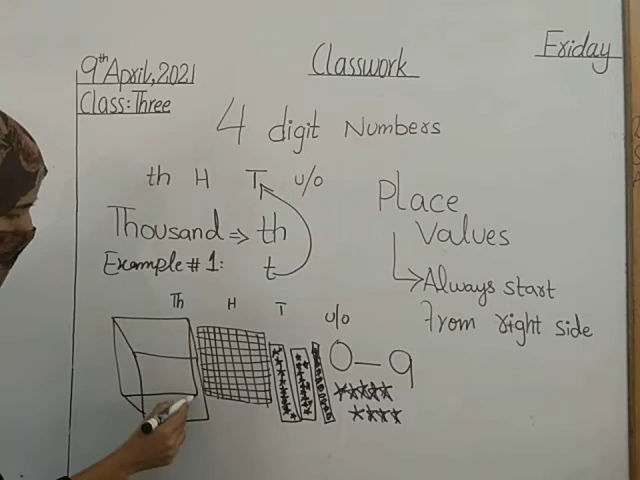 9th April, 2021
Classwork
Friday
Class: Three
4 digit Numbers
th H T u/o
Thousand ⇒ th
t
Example # 1:
Place
Values
Always start
from right side
Th H T u/o
0 — 9